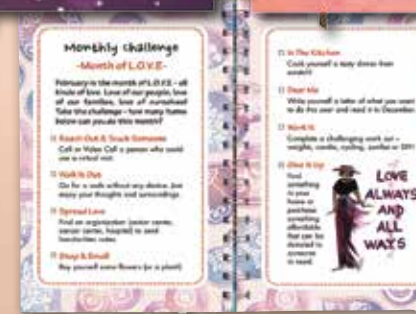 Monthly Challenge
-Month of L.O.V.E-
February is the month of L.O.V.E - all
kinds of love. Love of our people, love
of our families, love of ourselves!
Take the challenge - how many items
below can you do this month?
Reach Out & Touch Someone
Call or Video Call a person who could
use a virtual visit
Walk It Out
Go for a walk without any device. Just
enjoy your thoughts and surroundings.
Spread Love
Find an organization (senior center,
cancer center, hospital) to send
handwritten notes
Shop & Smell
Buy yourself some flowers (or a plant!)
In The Kitchen
Cook yourself a tasty dinner from
scratch!
Dear Me
Write yourself a letter of what you want
to do this year and read it in December
Work It
Complete a challenging work out -
weights, cardio, cycling, zumba or DIY!
Give It Up
Find
something
in your
home or
purchase
something
affordable
that can be
donated to
someone
in need.
LOVE
ALWAYS
AND
ALL
WAYS